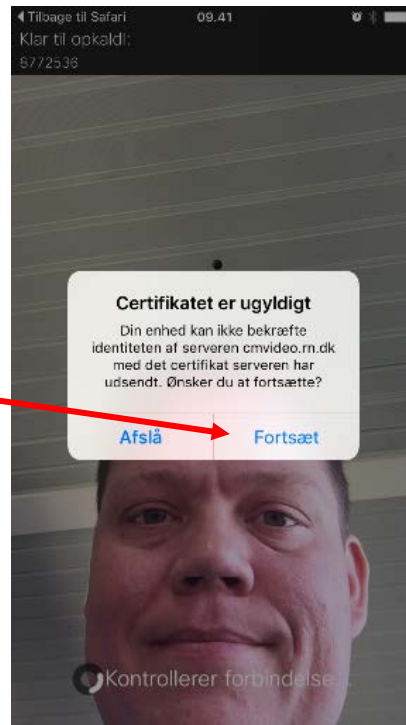 Tilbage til Safari 09.41
Klar til opkald!:
8772536
Certifikatet er ugyldigt
Din enhed kan ikke bekræfte
identiteten af serveren cmvideo.rn.dk
med det certifikat serveren har
udsendt. Ønsker du at fortsætte?
Afslå Fortsæt
Kontrollerer forbindelse...